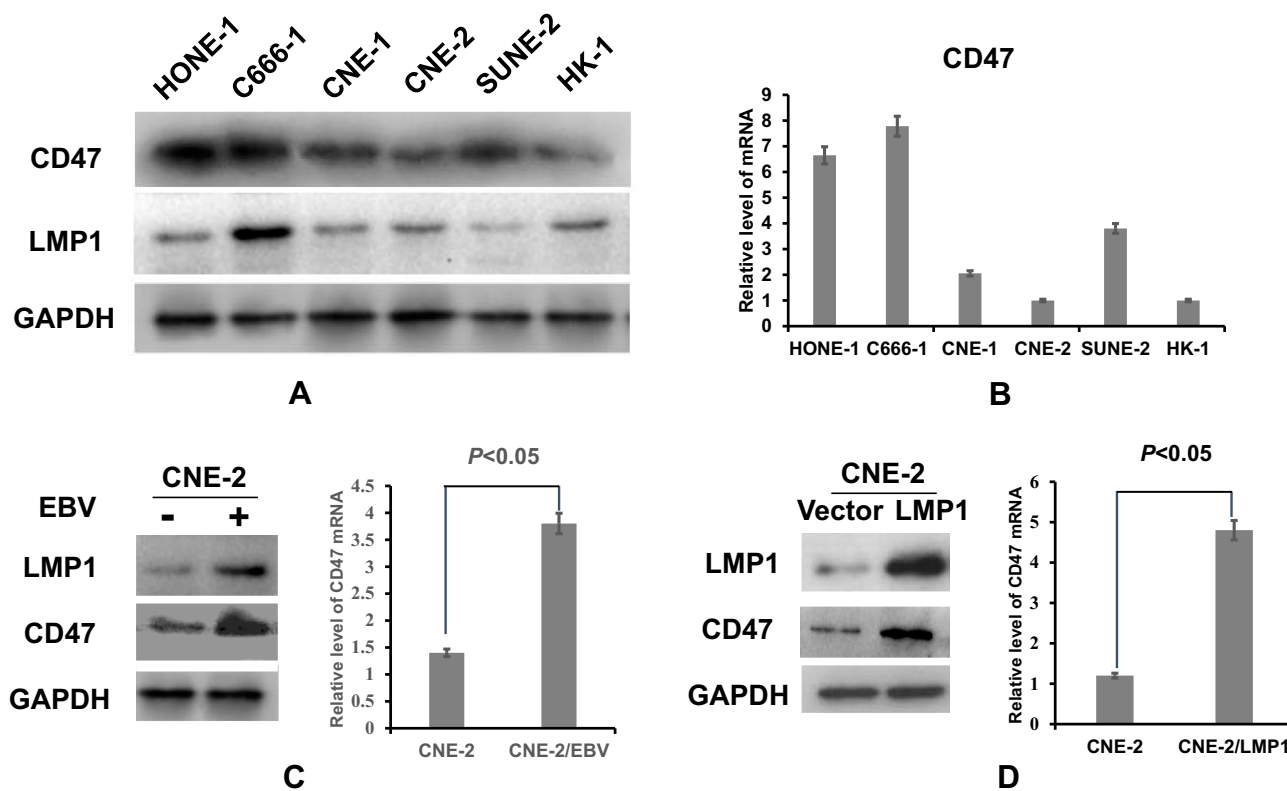 HONE-1 C666-1 CNE-1 CNE-2 SUNE-2 HK-1
CD47
LMP1
GAPDH
A
CD47
Relative level of mRNA
9
8
7
6
5
4
3
2
1
0
HONE-1 C666-1 CNE-1 CNE-2 SUNE-2 HK-1
B
CNE-2
EBV - +
LMP1
CD47
GAPDH
P<0.05
Relative level of CD47 mRNA
4.5
4
3.5
3
2.5
2
1.5
1
0.5
0
CNE-2 CNE-2/EBV
C
CNE-2
Vector LMP1
LMP1
CD47
GAPDH
P<0.05
Relative level of CD47 mRNA
6
5
4
3
2
1
0
CNE-2 CNE-2/LMP1
D